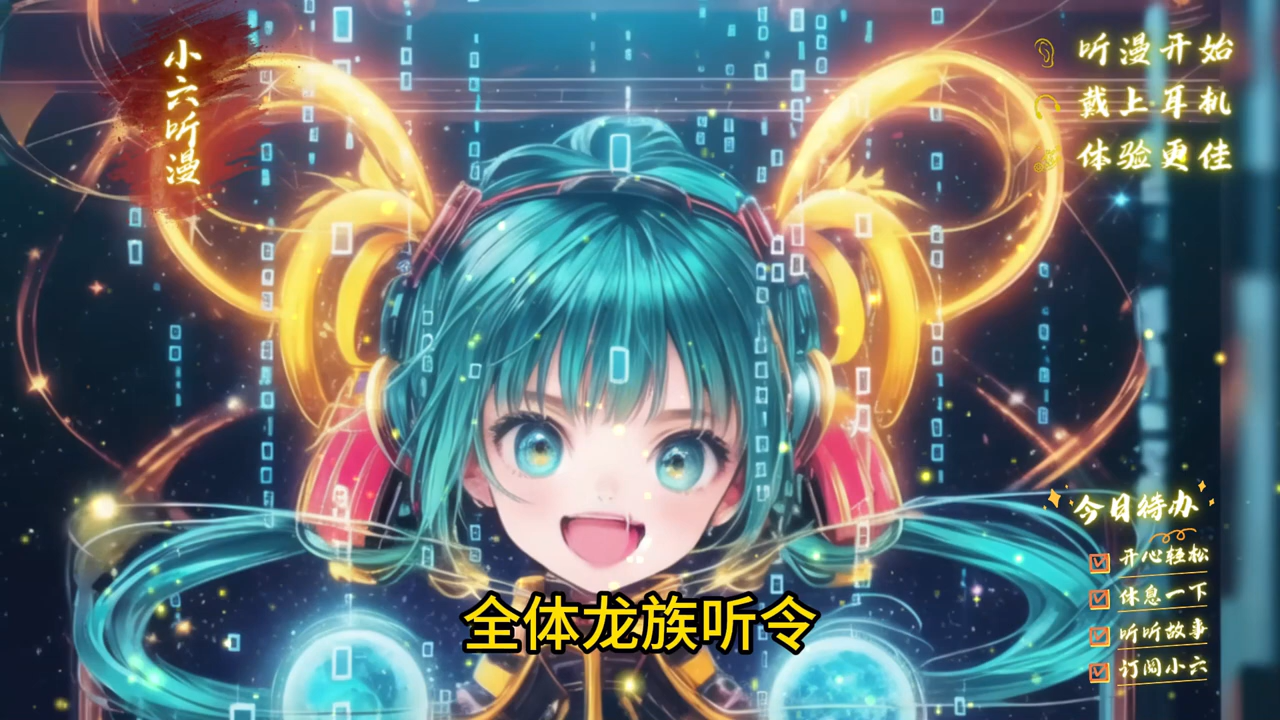 小六听漫
听漫开始
戴上耳机
体验更佳
今日待办
开心轻松
休息一下
听听故事
订阅小六
全体龙族听令